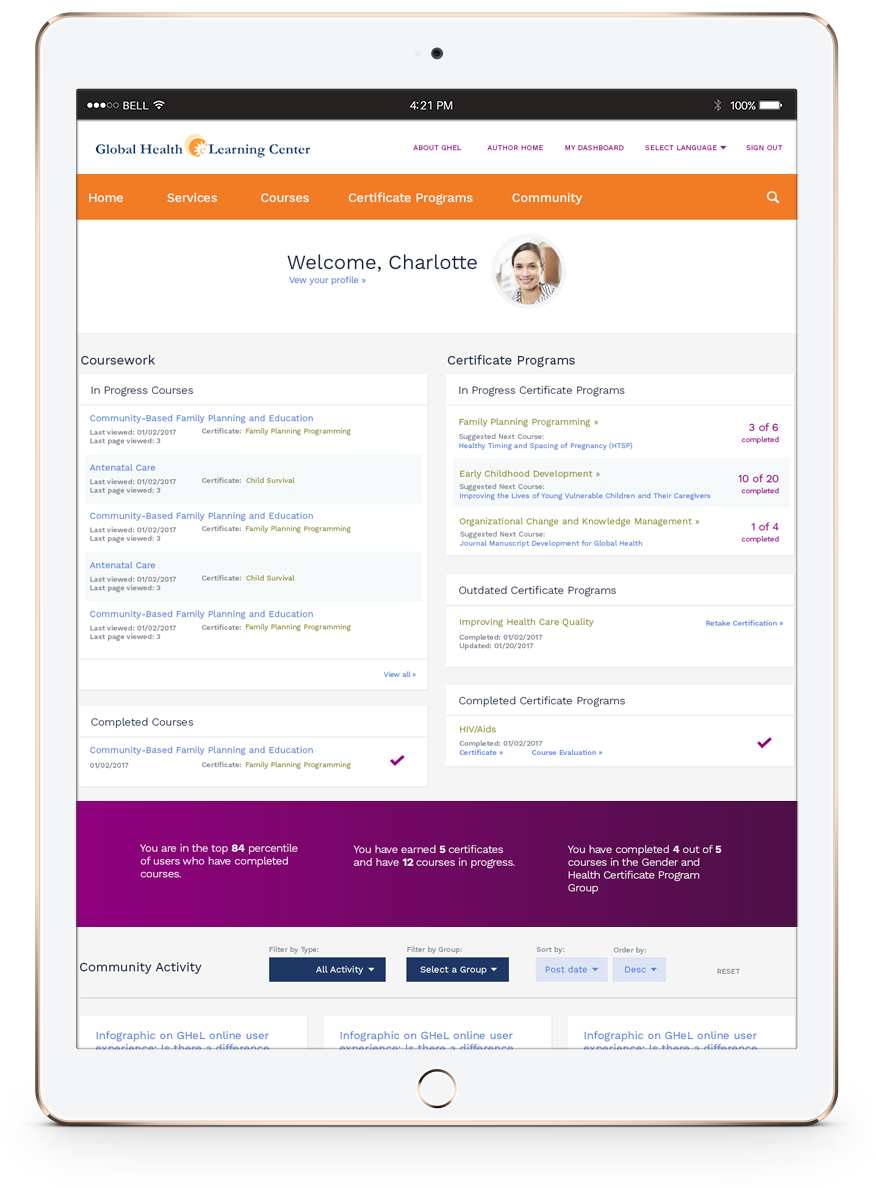 BELL
4:21 PM
100%
Global Health Learning Center
ABOUT GHEL
AUTHOR HOME
MY DASHBOARD
SELECT LANGUAGE
SIGN OUT
Home
Services
Courses
Certificate Programs
Community
Welcome, Charlotte
Vew your profile »
Coursework
In Progress Courses
Community-Based Family Planning and Education
Last viewed: 01/02/2017
Certificate: Family Planning Programming
Last page viewed: 3
Antenatal Care
Last viewed: 01/02/2017
Certificate: Child Survival
Last page viewed: 3
Community-Based Family Planning and Education
Last viewed: 01/02/2017
Certificate: Family Planning Programming
Last page viewed: 3
Antenatal Care
Last viewed: 01/02/2017
Certificate: Child Survival
Last page viewed: 3
Community-Based Family Planning and Education
Last viewed: 01/02/2017
Certificate: Family Planning Programming
Last page viewed: 3
View all »
Completed Courses
Community-Based Family Planning and Education
01/02/2017
Certificate: Family Planning Programming
Certificate Programs
In Progress Certificate Programs
Family Planning Programming »
Suggested Next Course:
Healthy Timing and Spacing of Pregnancy (HTSP)
3 of 6
completed
Early Childhood Development »
Suggested Next Course:
Improving the Lives of Young Vulnerable Children and Their Caregivers
10 of 20
completed
Organizational Change and Knowledge Management »
Suggested Next Course:
Journal Manuscript Development for Global Health
1 of 4
completed
Outdated Certificate Programs
Improving Health Care Quality
Retake Certification »
Completed: 01/02/2017
Updated: 01/20/2017
Completed Certificate Programs
HIV/Aids
Completed: 01/02/2017
Certificate »
Course Evaluation »
You are in the top 84 percentile
of users who have completed
courses.
You have earned 5 certificates
and have 12 courses in progress.
You have completed 4 out of 5
courses in the Gender and
Health Certificate Program
Group
Community Activity
Filter by Type:
All Activity
Filter by Group:
Select a Group
Sort by:
Post date
Order by:
Desc
RESET
Infographic on GHeL online user
experience: Is there a difference
Infographic on GHeL online user
experience: Is there a difference
Infographic on GHeL online user
experience: Is there a difference